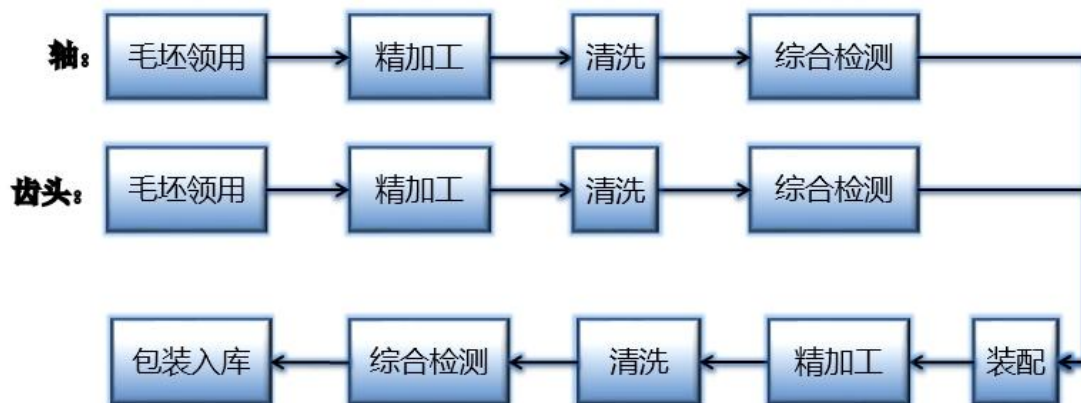 轴： 毛坯领用 精加工 清洗 综合检测
齿头： 毛坯领用 精加工 清洗 综合检测
包装入库 综合检测 清洗 精加工 装配